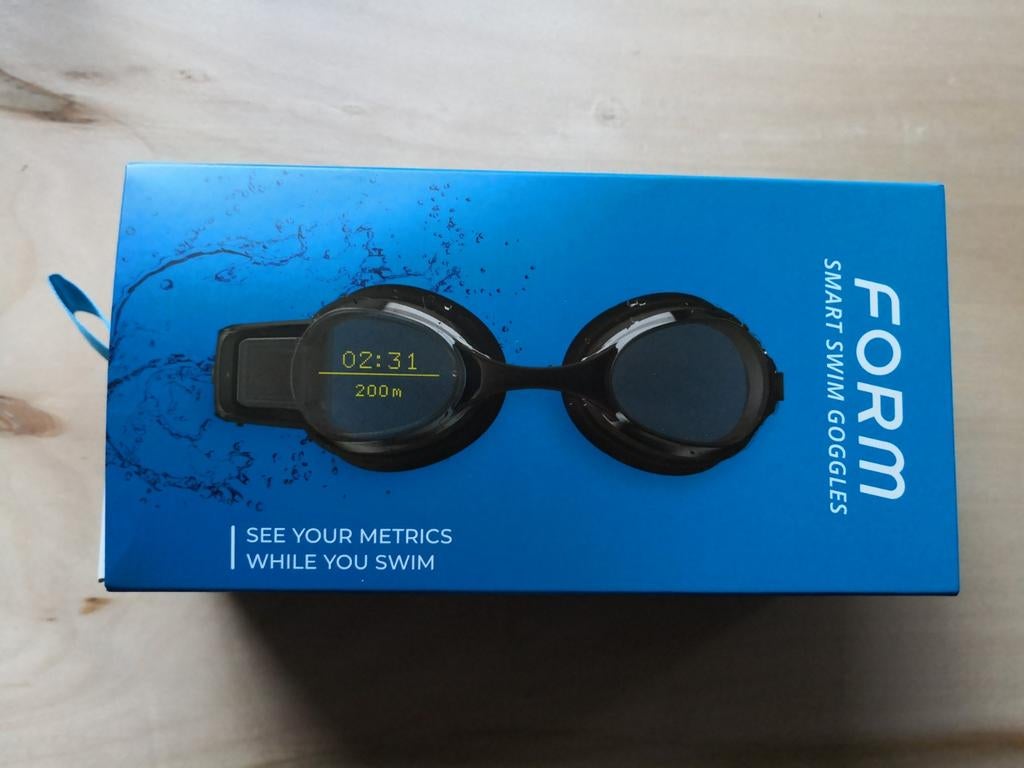 02:31
200m
SEE YOUR METRICS
WHILE YOU SWIM
FORM
SMART SWIM GOGGLES